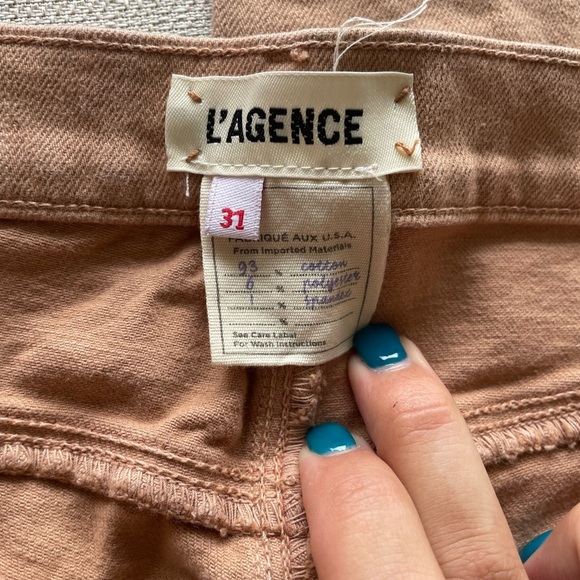 L'AGENCE
31
FABRIQUÉ AUX U.S.A.
From Imported Materials
93 % cotton
6 % polyester
1 % spandex
%
%
See Care Label
For Wash Instructions